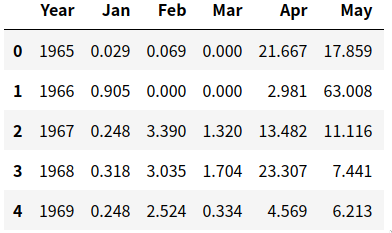 Year Jan Feb Mar Apr May
0 1965 0.029 0.069 0.000 21.667 17.859
1 1966 0.905 0.000 0.000 2.981 63.008
2 1967 0.248 3.390 1.320 13.482 11.116
3 1968 0.318 3.035 1.704 23.307 7.441
4 1969 0.248 2.524 0.334 4.569 6.213